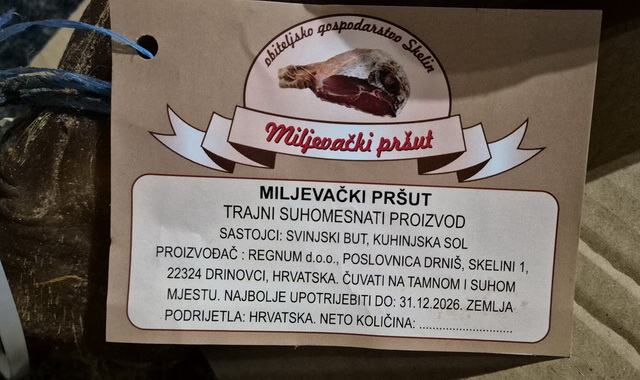 obiteljsko gospodarstvo Skelin
Miljevački pršut
MILJEVAČKI PRŠUT
TRAJNI SUHOMESNATI PROIZVOD
SASTOJCI: SVINJSKI BUT, KUHINJSKA SOL
PROIZVOĐAČ : REGNUM d.o.o., POSLOVNICA DRNIŠ, SKELINI 1,
22324 DRINOVCI, HRVATSKA. ČUVATI NA TAMNOM I SUHOM
MJESTU. NAJBOLJE UPOTRIJEBITI DO: 31.12.2026. ZEMLJA
PODRIJETLA: HRVATSKA. NETO KOLIČINA: ............................